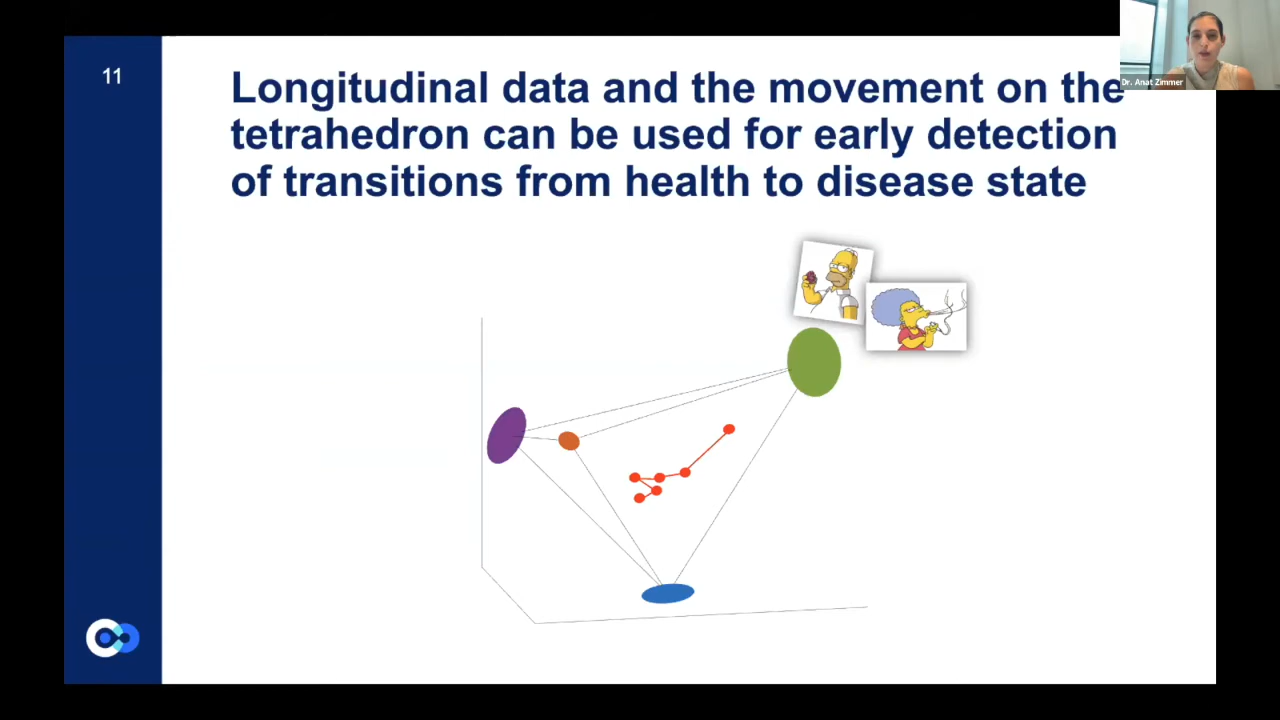 11
Longitudinal data and the movement on the
tetrahedron can be used for early detection
of transitions from health to disease state
Dr. Anat Zimmer